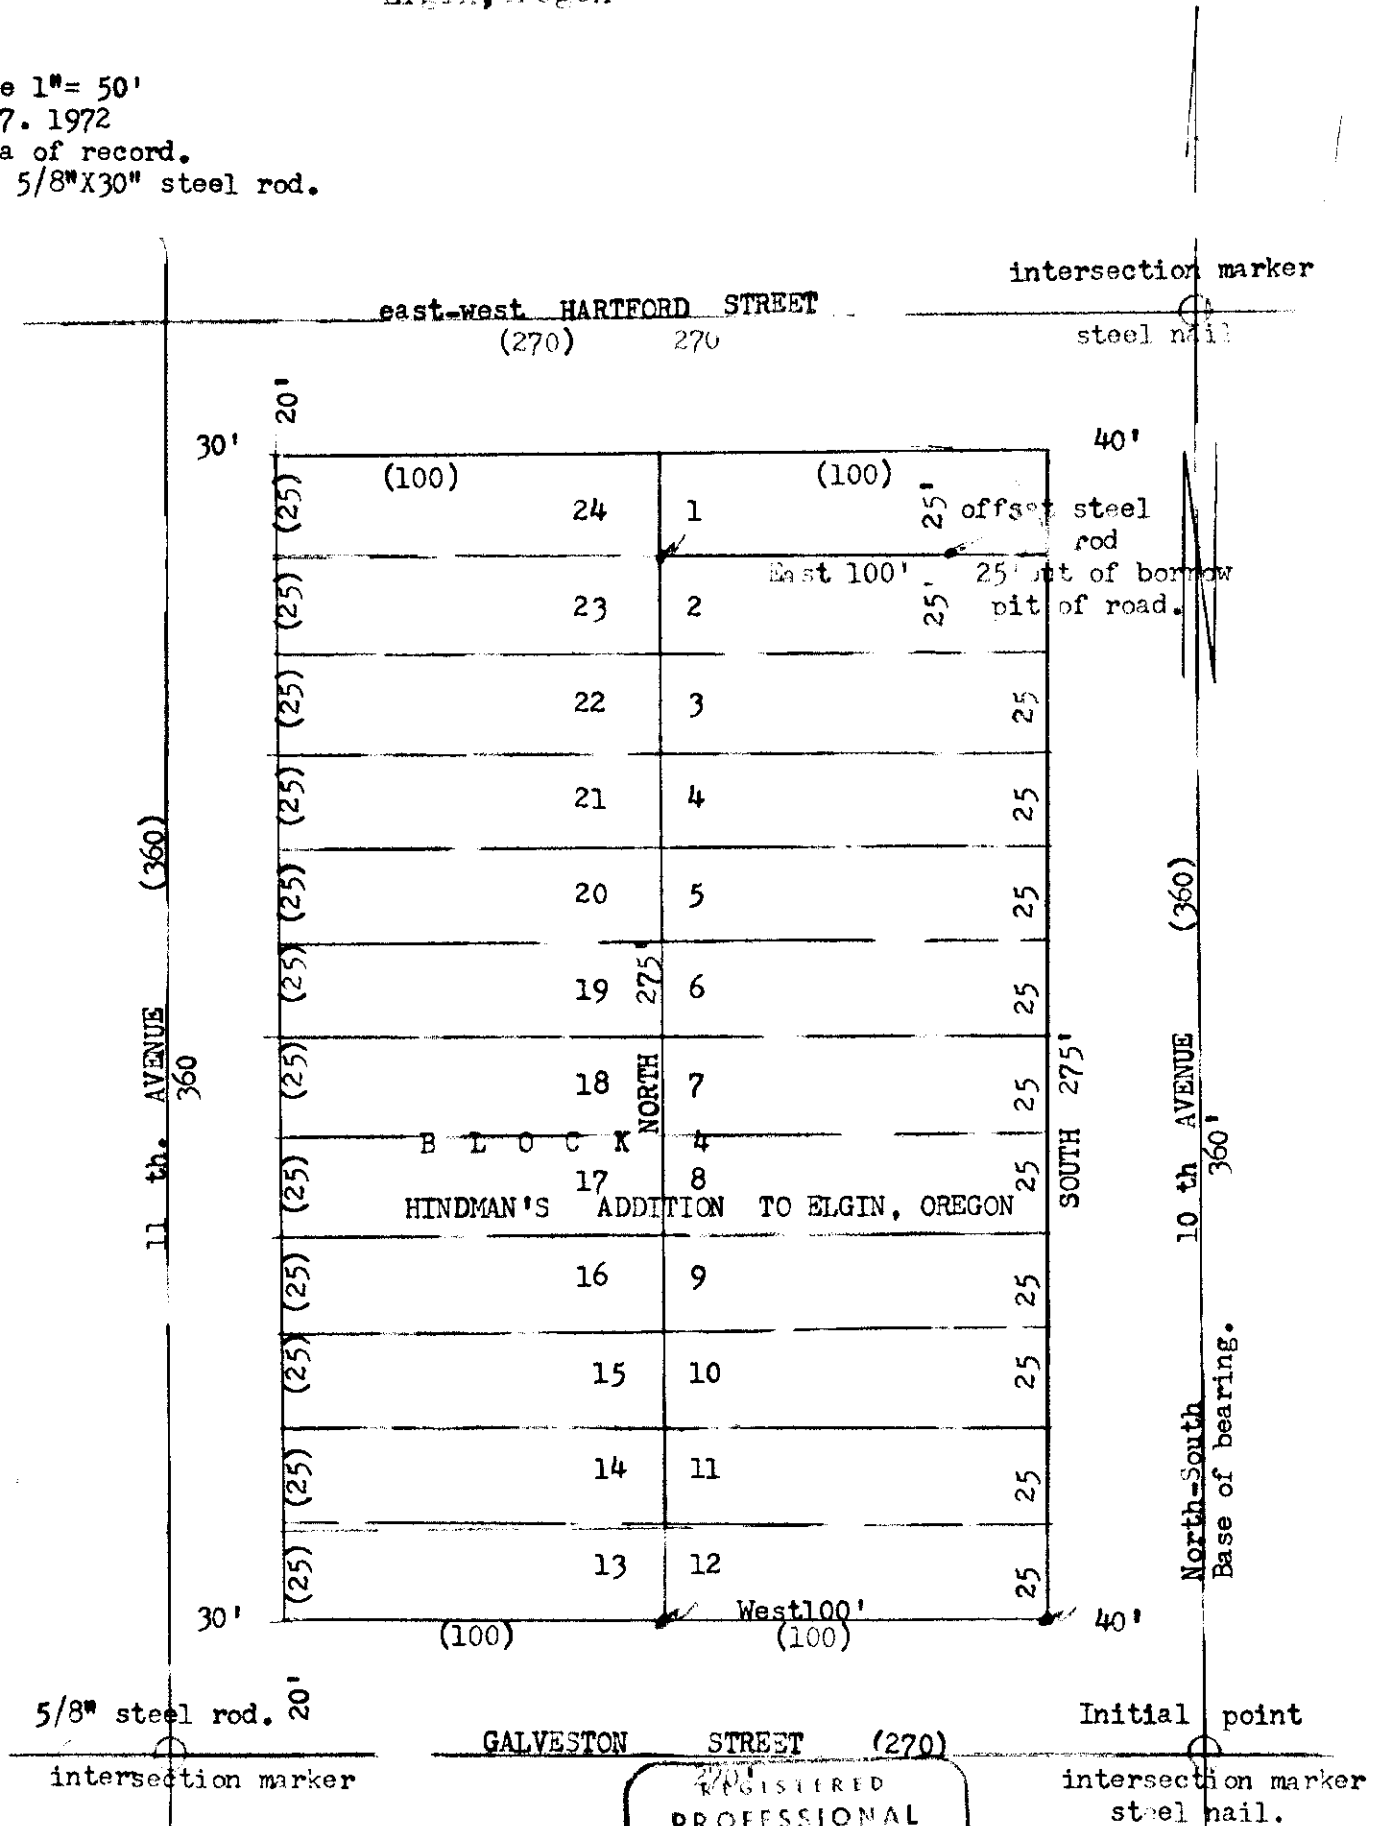 Elgin, Oregon
e 1"= 50'
7. 1972
a of record.
5/8"X30" steel rod.
intersection marker
east-west HARTFORD STREET
(270) 270
steel nail
20'
30'
40'
(100)
(100)
(25)
24
1
25'
offset steel
rod
East 100'
25' out of borrow
pit of road.
(25)
23
2
25'
(25)
22
3
25
(25)
21
4
25
(360)
(25)
20
5
25
(360)
(25)
19
275'
6
25
11 th. AVENUE
360
(25)
18
NORTH
7
25
SOUTH 275'
10 th AVENUE
360'
BLOCK 4
(25)
17
8
25
HINDMAN'S ADDITION TO ELGIN, OREGON
(25)
16
9
25
(25)
15
10
25
North-South
Base of bearing.
(25)
14
11
25
(25)
13
12
25
30'
West100'
40'
(100)
(100)
20'
5/8" steel rod.
Initial point
GALVESTON STREET (270)
270'
intersection marker
intersection marker
steel nail.
REGISTERED
PROFESSIONAL